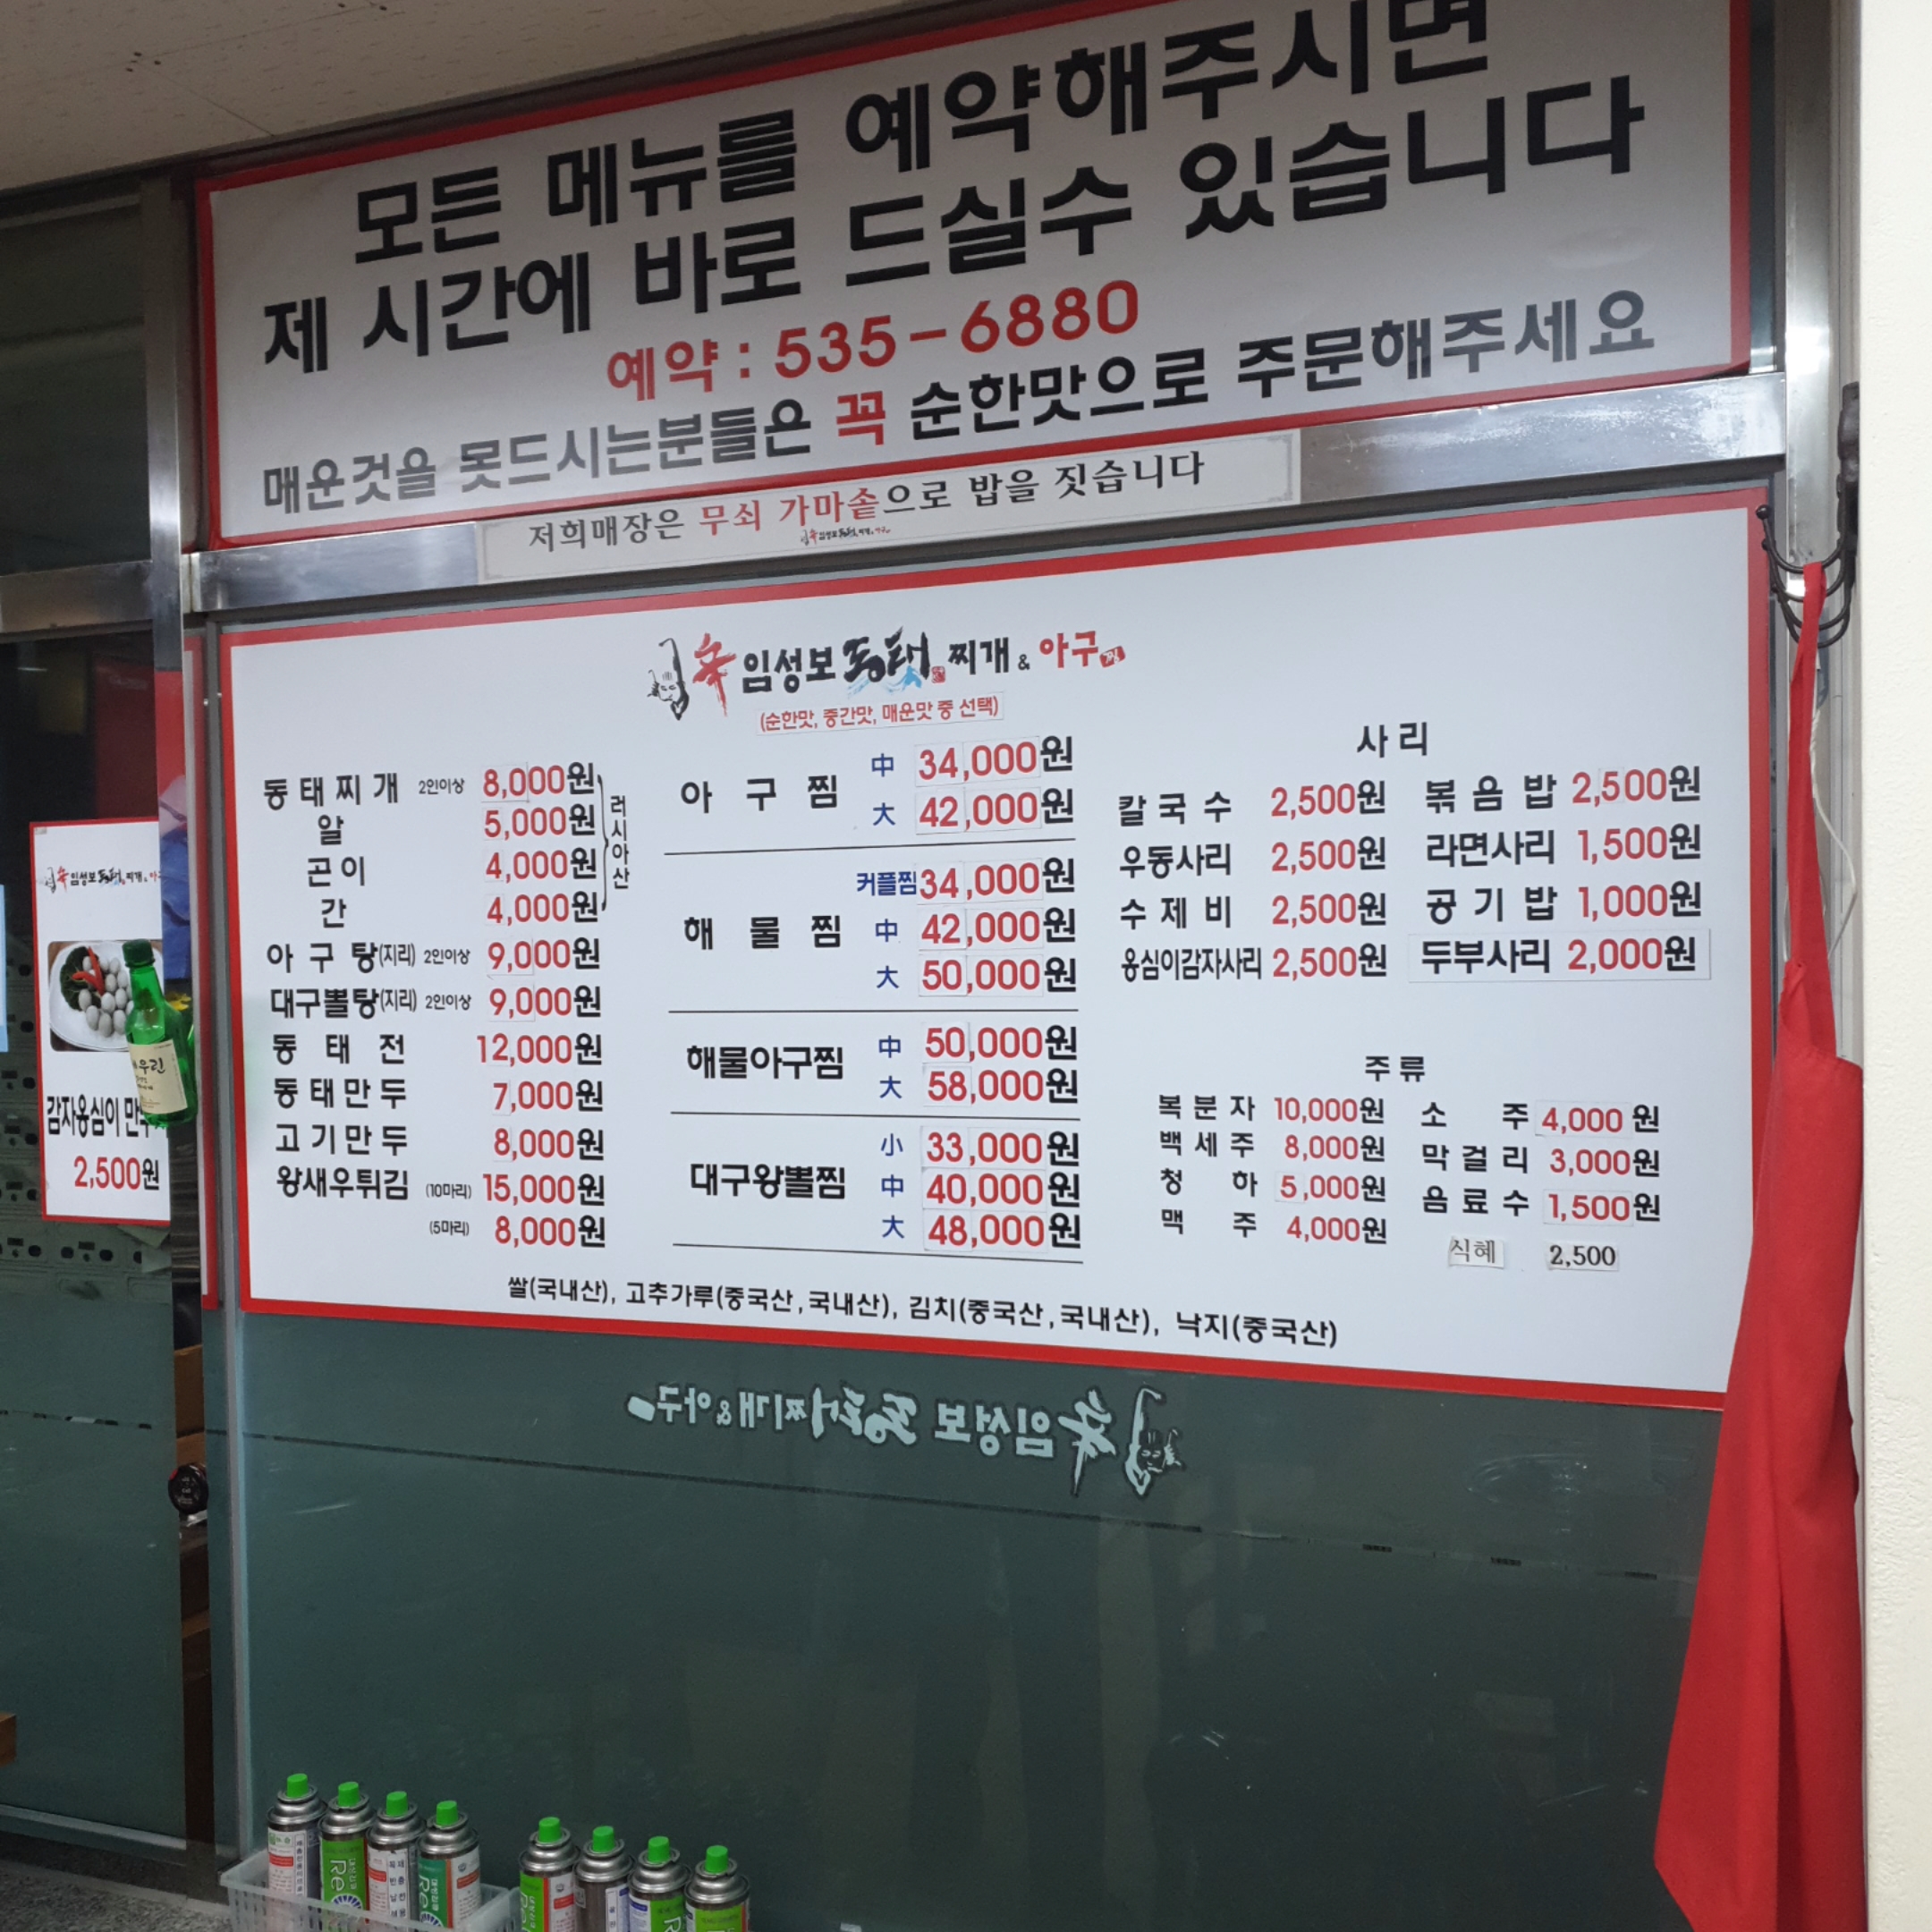 모든 메뉴를 예약해주시면
제 시간에 바로 드실수 있습니다
예약 : 535-6880
매운것을 못드시는분들은 꼭 순한맛으로 주문해주세요
저희매장은 무쇠 가마솥으로 밥을 짓습니다
辛 임성보 동태 찌개 & 아구찜
(순한맛, 중간맛, 매운맛 중 선택)
동태찌개 2인이상 8,000원
알 5,000원
곤이 4,000원
간 4,000원
러시아산
아구탕(지리) 2인이상 9,000원
대구뽈탕(지리) 2인이상 9,000원
동태전 12,000원
동태만두 7,000원
고기만두 8,000원
왕새우튀김 (10마리) 15,000원
(5마리) 8,000원
아구찜 中 34,000원
大 42,000원
해물찜 커플찜 34,000원
中 42,000원
大 50,000원
해물아구찜 中 50,000원
大 58,000원
대구왕뽈찜 小 33,000원
中 40,000원
大 48,000원
사리
칼국수 2,500원 볶음밥 2,500원
우동사리 2,500원 라면사리 1,500원
수제비 2,500원 공기밥 1,000원
옹심이감자사리 2,500원 두부사리 2,000원
주류
복분자 10,000원 소주 4,000원
백세주 8,000원 막걸리 3,000원
청하 5,000원 음료수 1,500원
맥주 4,000원 식혜 2,500
쌀(국내산), 고추가루(중국산,국내산), 김치(중국산,국내산), 낙지(중국산)
辛 임성보 동태찌개&아구
감자옹심이
2,500원
우린